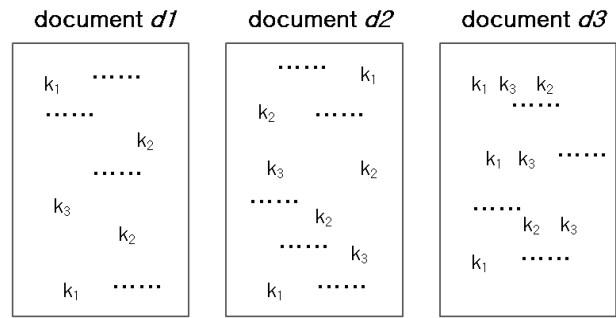 document d1
k₁ ......
......
k₂
......
k₃
k₂
k₁ ......
document d2
...... k₁
k₂ ......
k₃ k₂
......
k₂
...... k₃
k₁ ......
document d3
k₁ k₃ k₂
......
k₁ k₃ ......
......
k₂ k₃
k₁ ......